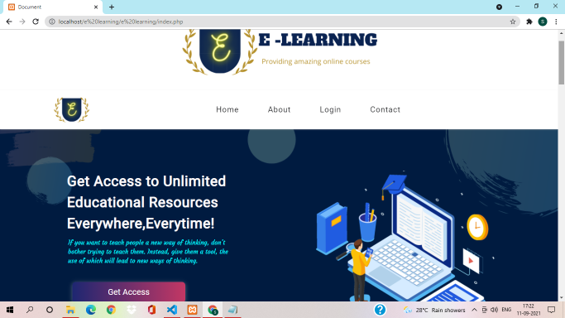 Document
localhost/e%20learning/e%20learning/index.php
S
E
E -LEARNING
Providing amazing online courses
E
Home About Login Contact
Get Access to Unlimited
Educational Resources
Everywhere,Everytime!
If you want to teach people a new way of thinking, don't
bother trying to teach them. Instead, give them a tool, the
use of which will lead to new ways of thinking.
Get Access
28°C Rain showers
ENG
17:22
11-09-2021